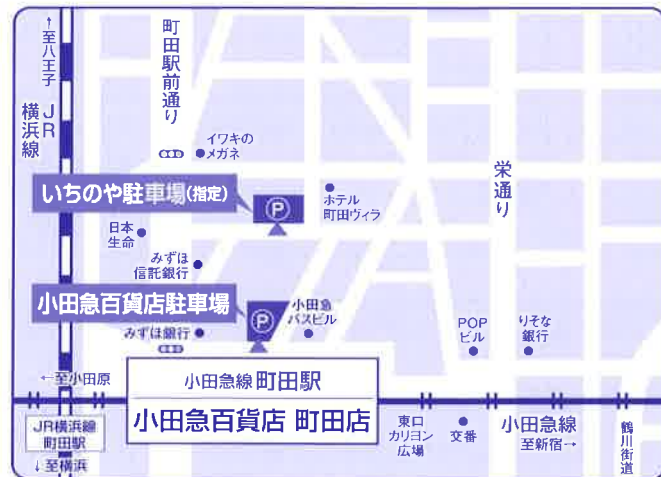 ↑至八王子
JR
横浜線
町田駅前通り
イワキの
メガネ
いちのや駐車場(指定)
P
ホテル
町田ヴィラ
栄通り
日本
生命
みずほ
信託銀行
小田急百貨店駐車場
P
小田急
バスビル
みずほ銀行
POP
ビル
りそな
銀行
←至小田原
小田急線 町田駅
小田急百貨店 町田店
JR横浜線
町田駅
↓至横浜
東口
カリヨン
広場
交番
小田急線
至新宿→
鶴川街道